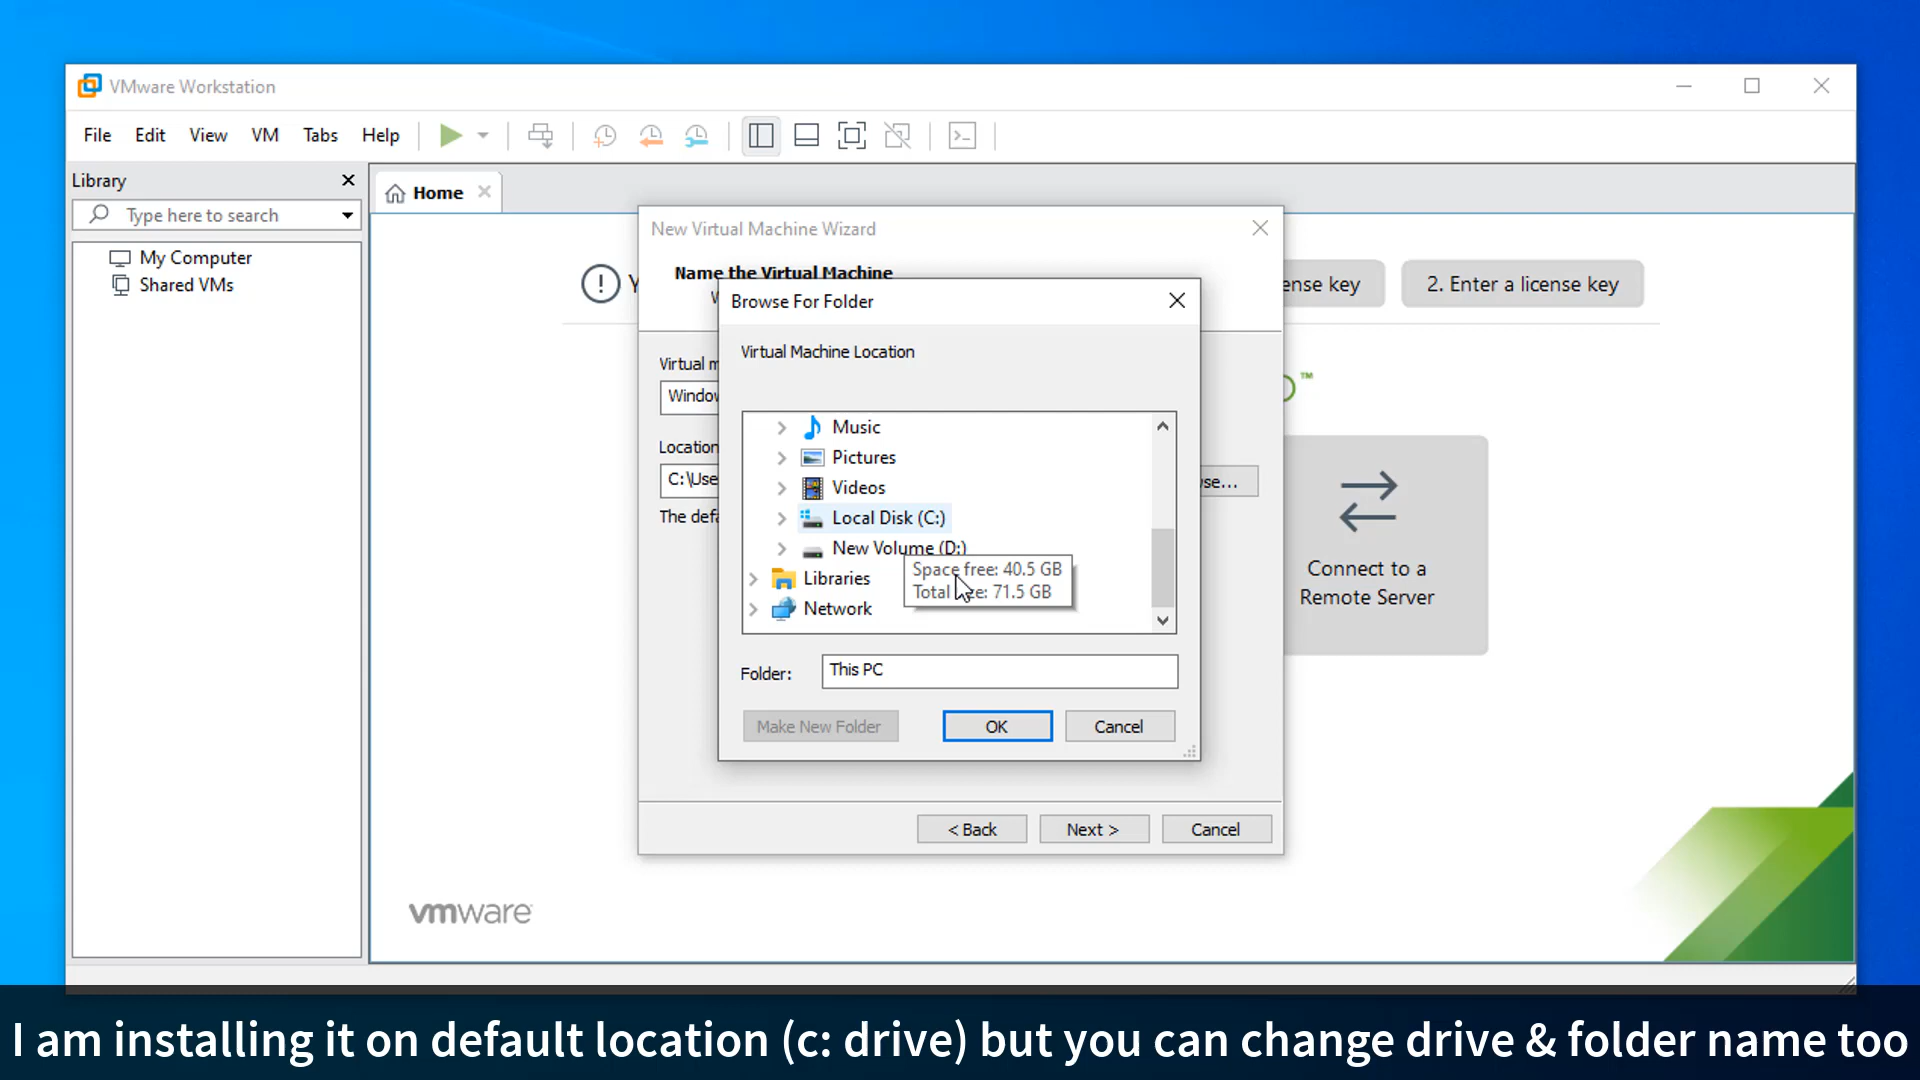 VMware Workstation
File Edit View VM Tabs Help
Library
Type here to search
My Computer
Shared VMs
Home
New Virtual Machine Wizard
Name the Virtual Machine
2. Enter a license key
Browse For Folder
Virtual Machine Location
Music
Pictures
Videos
Local Disk (C:)
New Volume (D:)
Space free: 40.5 GB
Libraries
Network
Folder: This PC
Make New Folder OK Cancel
< Back Next > Cancel
Location
C:\Use
Connect to a
Remote Server
vmware
I am installing it on default location (c: drive) but you can change drive & folder name too